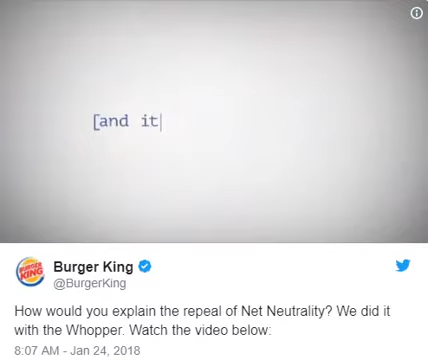 [and it
BURGER
KING
Burger King
@BurgerKing
How would you explain the repeal of Net Neutrality? We did it
with the Whopper. Watch the video below:
8:07 AM - Jan 24, 2018